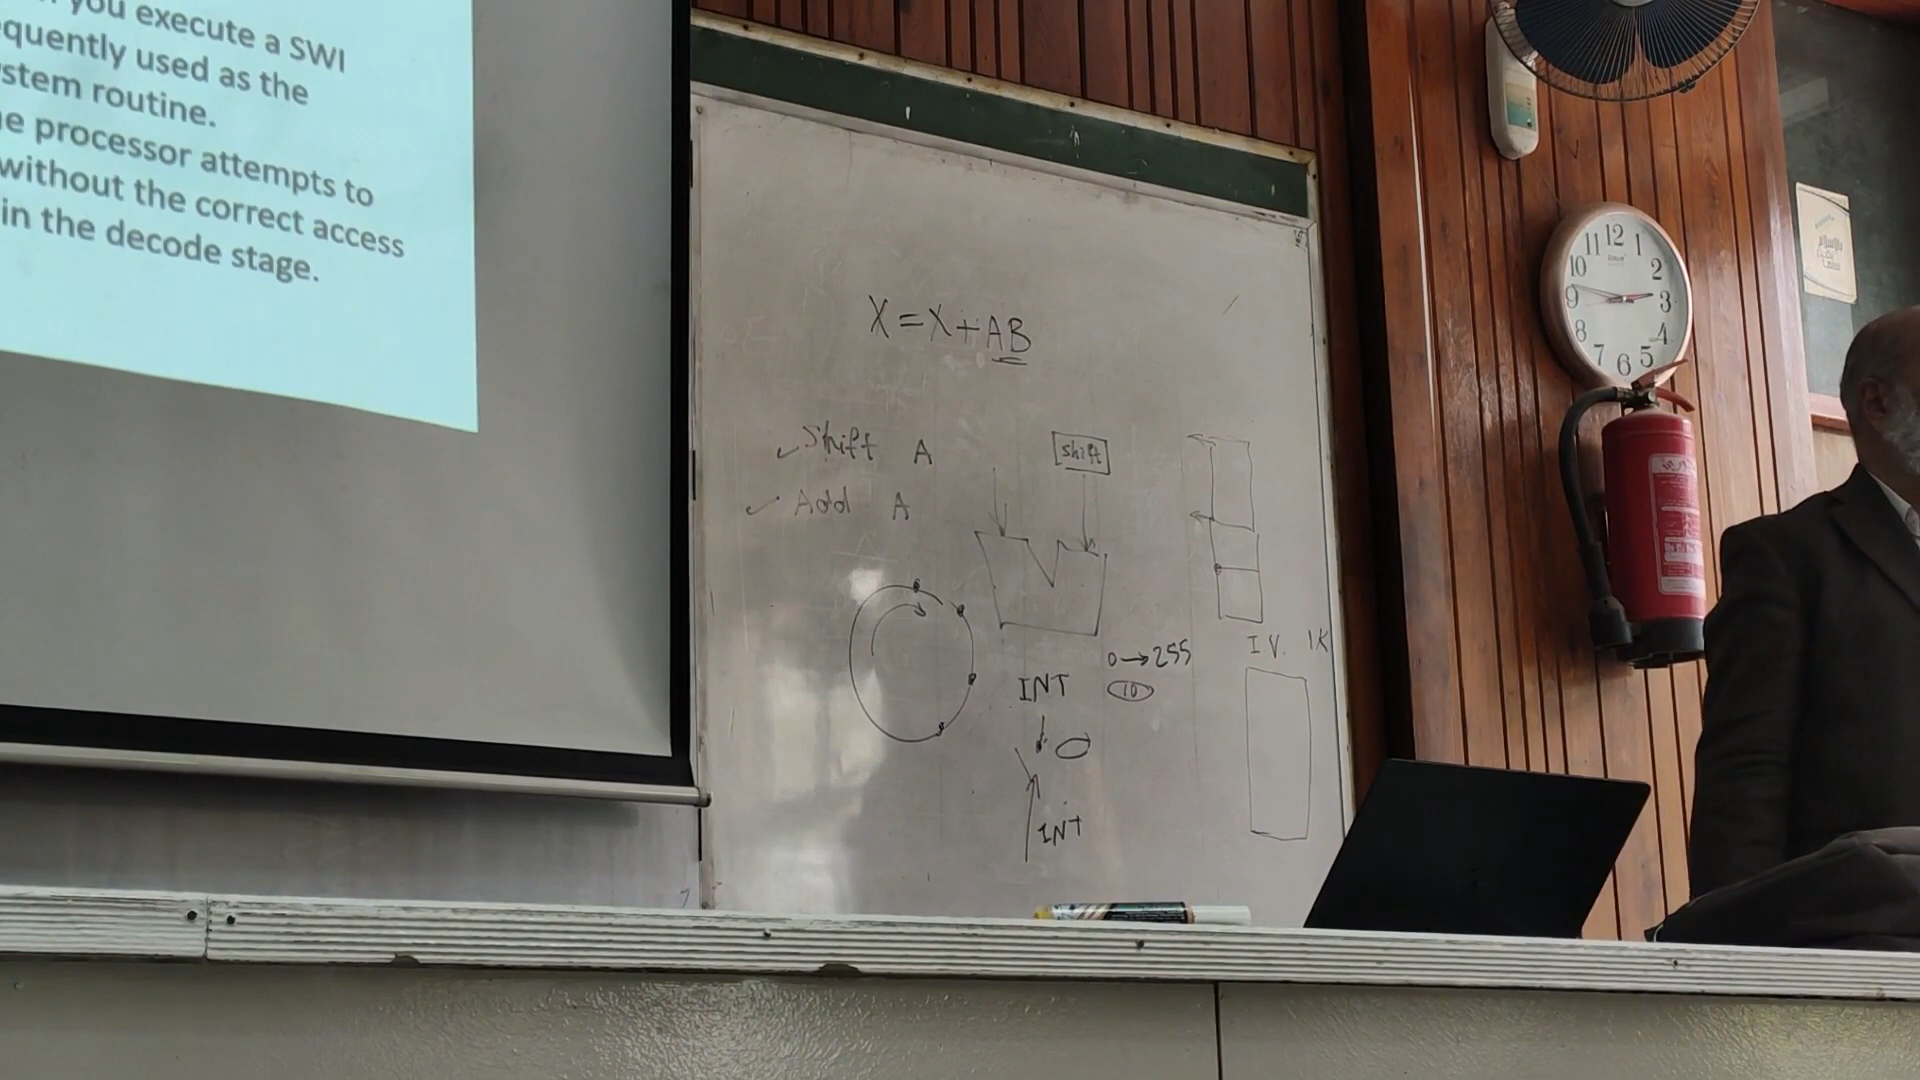 you execute a SWI
equently used as the
stem routine.
e processor attempts to
without the correct access
in the decode stage.
X = X + AB
Shift A
shift
Add A
I V. 1K
0 → 255
INT
10
INT
11 12 1
10 2
9 3
8 4
7 6 5